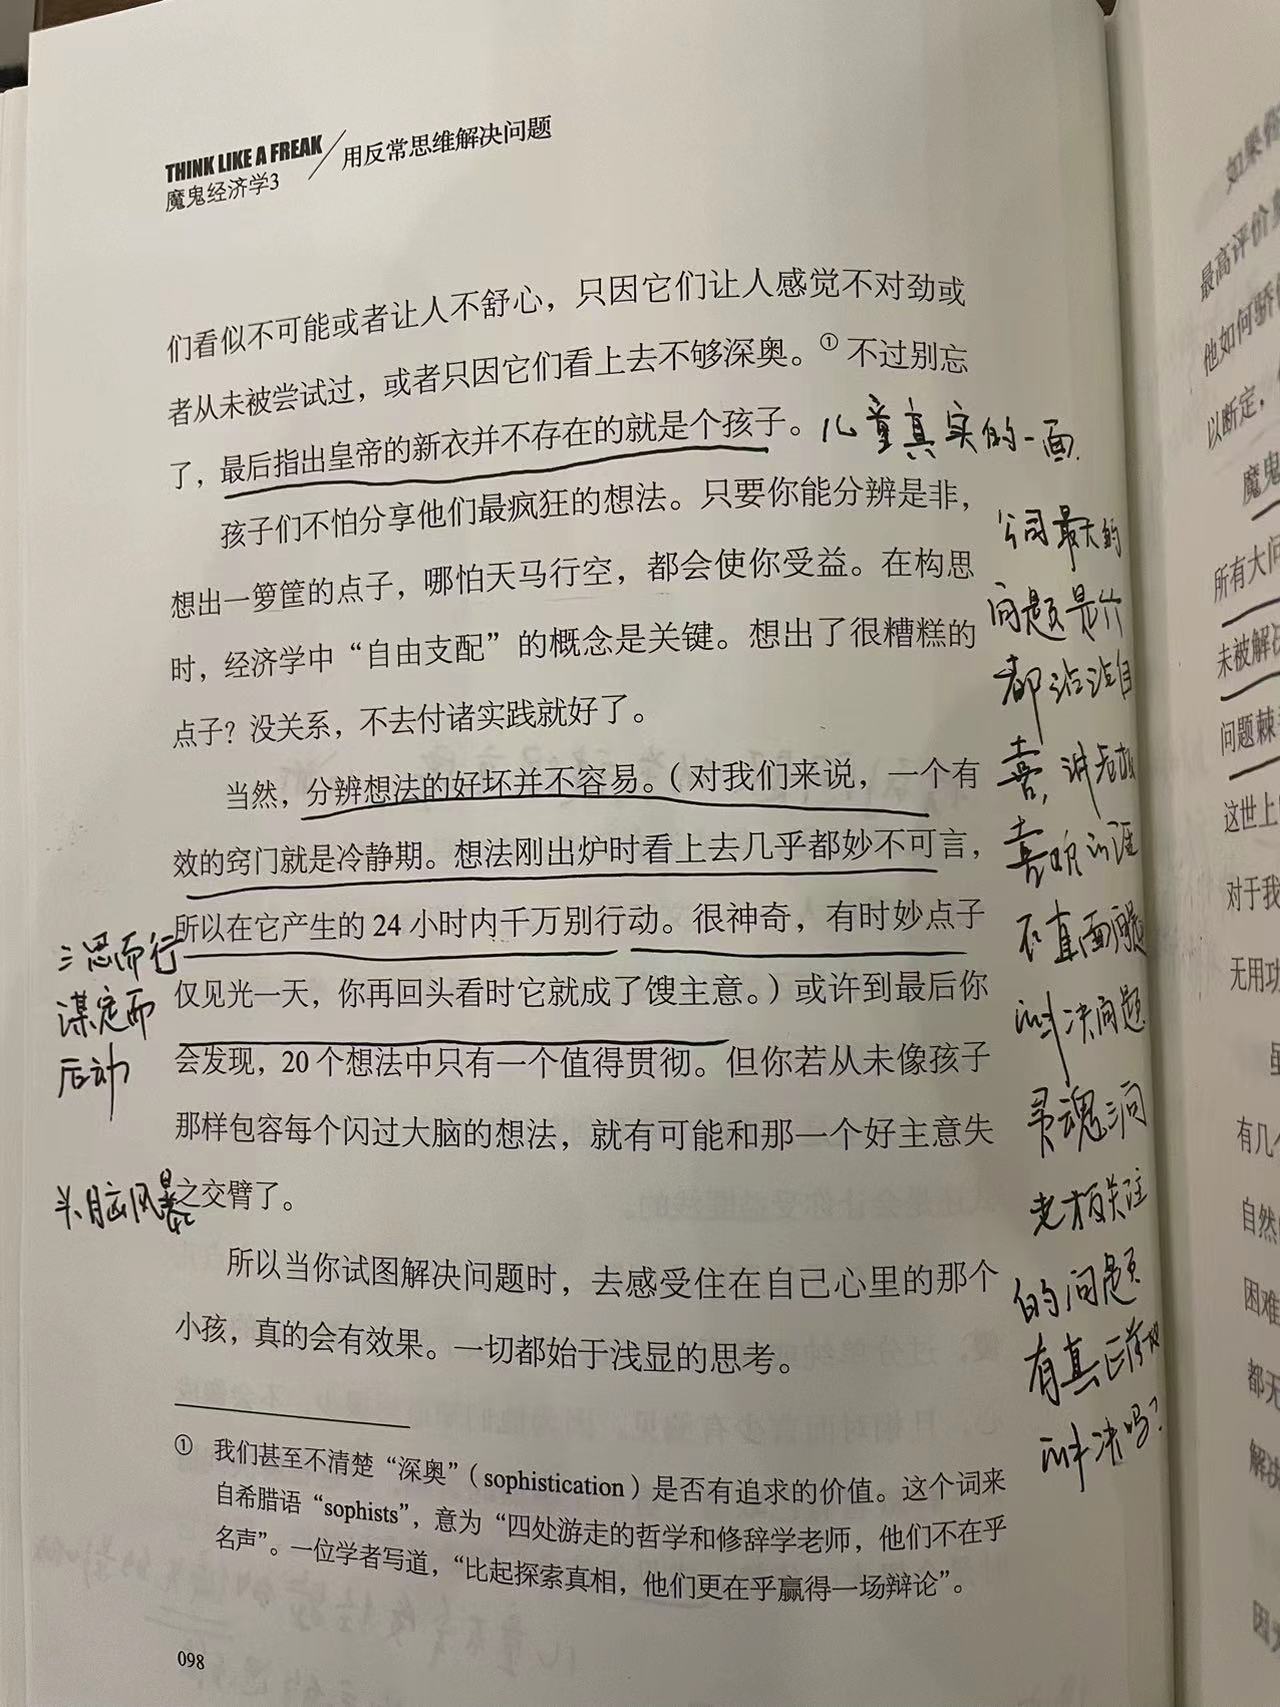 THINK LIKE A FREAK
魔鬼经济学3
用反常思维解决问题
们看似不可能或者让人不舒心，只因它们让人感觉不对劲或
者从未被尝试过，或者只因它们看上去不够深奥。① 不过别忘
了，最后指出皇帝的新衣并不存在的就是个孩子。
儿童真实的一面
孩子们不怕分享他们最疯狂的想法。只要你能分辨是非，
想出一箩筐的点子，哪怕天马行空，都会使你受益。在构思
时，经济学中“自由支配”的概念是关键。想出了很糟糕的
点子？没关系，不去付诸实践就好了。
当然，分辨想法的好坏并不容易。（对我们来说，一个有
效的窍门就是冷静期。想法刚出炉时看上去几乎都妙不可言，
所以在它产生的 24 小时内千万别行动。很神奇，有时妙点子
仅见光一天，你再回头看时它就成了馊主意。）或许到最后你
会发现，20 个想法中只有一个值得贯彻。但你若从未像孩子
那样包容每个闪过大脑的想法，就有可能和那一个好主意失
之交臂了。
所以当你试图解决问题时，去感受住在自己心里的那个
小孩，真的会有效果。一切都始于浅显的思考。
三思而行
谋定而
后动
头脑风暴
公司最大的
问题是
都沾沾自
喜，
喜听
不直面问题
解决问题
灵魂三问
老板关注
的问题
有真正
解决吗？
① 我们甚至不清楚“深奥”（sophistication）是否有追求的价值。这个词来
自希腊语“sophists”，意为“四处游走的哲学和修辞学老师，他们不在乎
名声”。一位学者写道，“比起探索真相，他们更在乎赢得一场辩论”。
098
最高评价
他如何骄
以断定，
魔鬼
所有大问
未被解决
问题棘
这世上
对于我
无用功
有几个
自然
困难
都无
解决
因